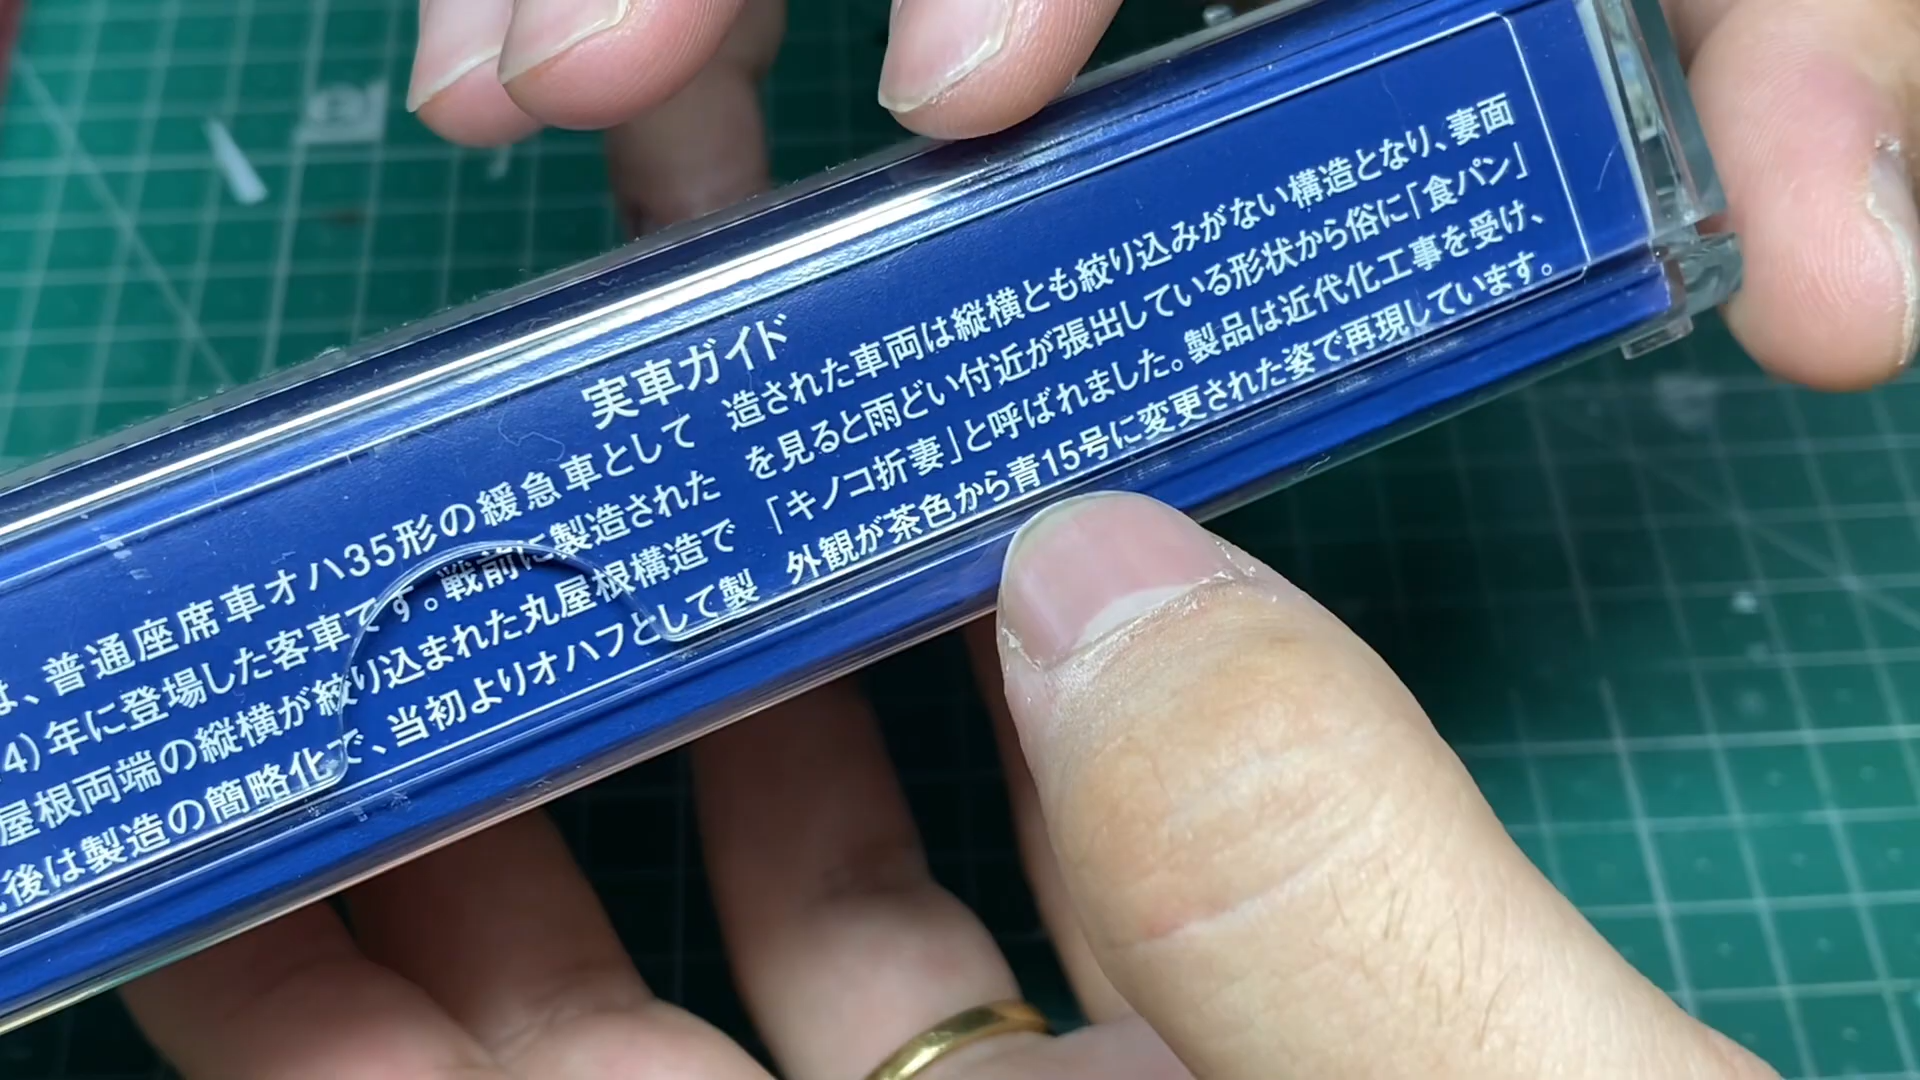 実車ガイド
は、普通座席車オハ35形の緩急車として
4)年に登場した客車です。戦前に製造された
屋根両端の縦横が絞り込まれた丸屋根構造で
後は製造の簡略化で、当初よりオハフとして製
造された車両は縦横とも絞り込みがない構造となり、妻面
を見ると雨どい付近が張出している形状から俗に「食パン」
「キノコ折妻」と呼ばれました。製品は近代化工事を受け、
外観が茶色から青15号に変更された姿で再現しています。